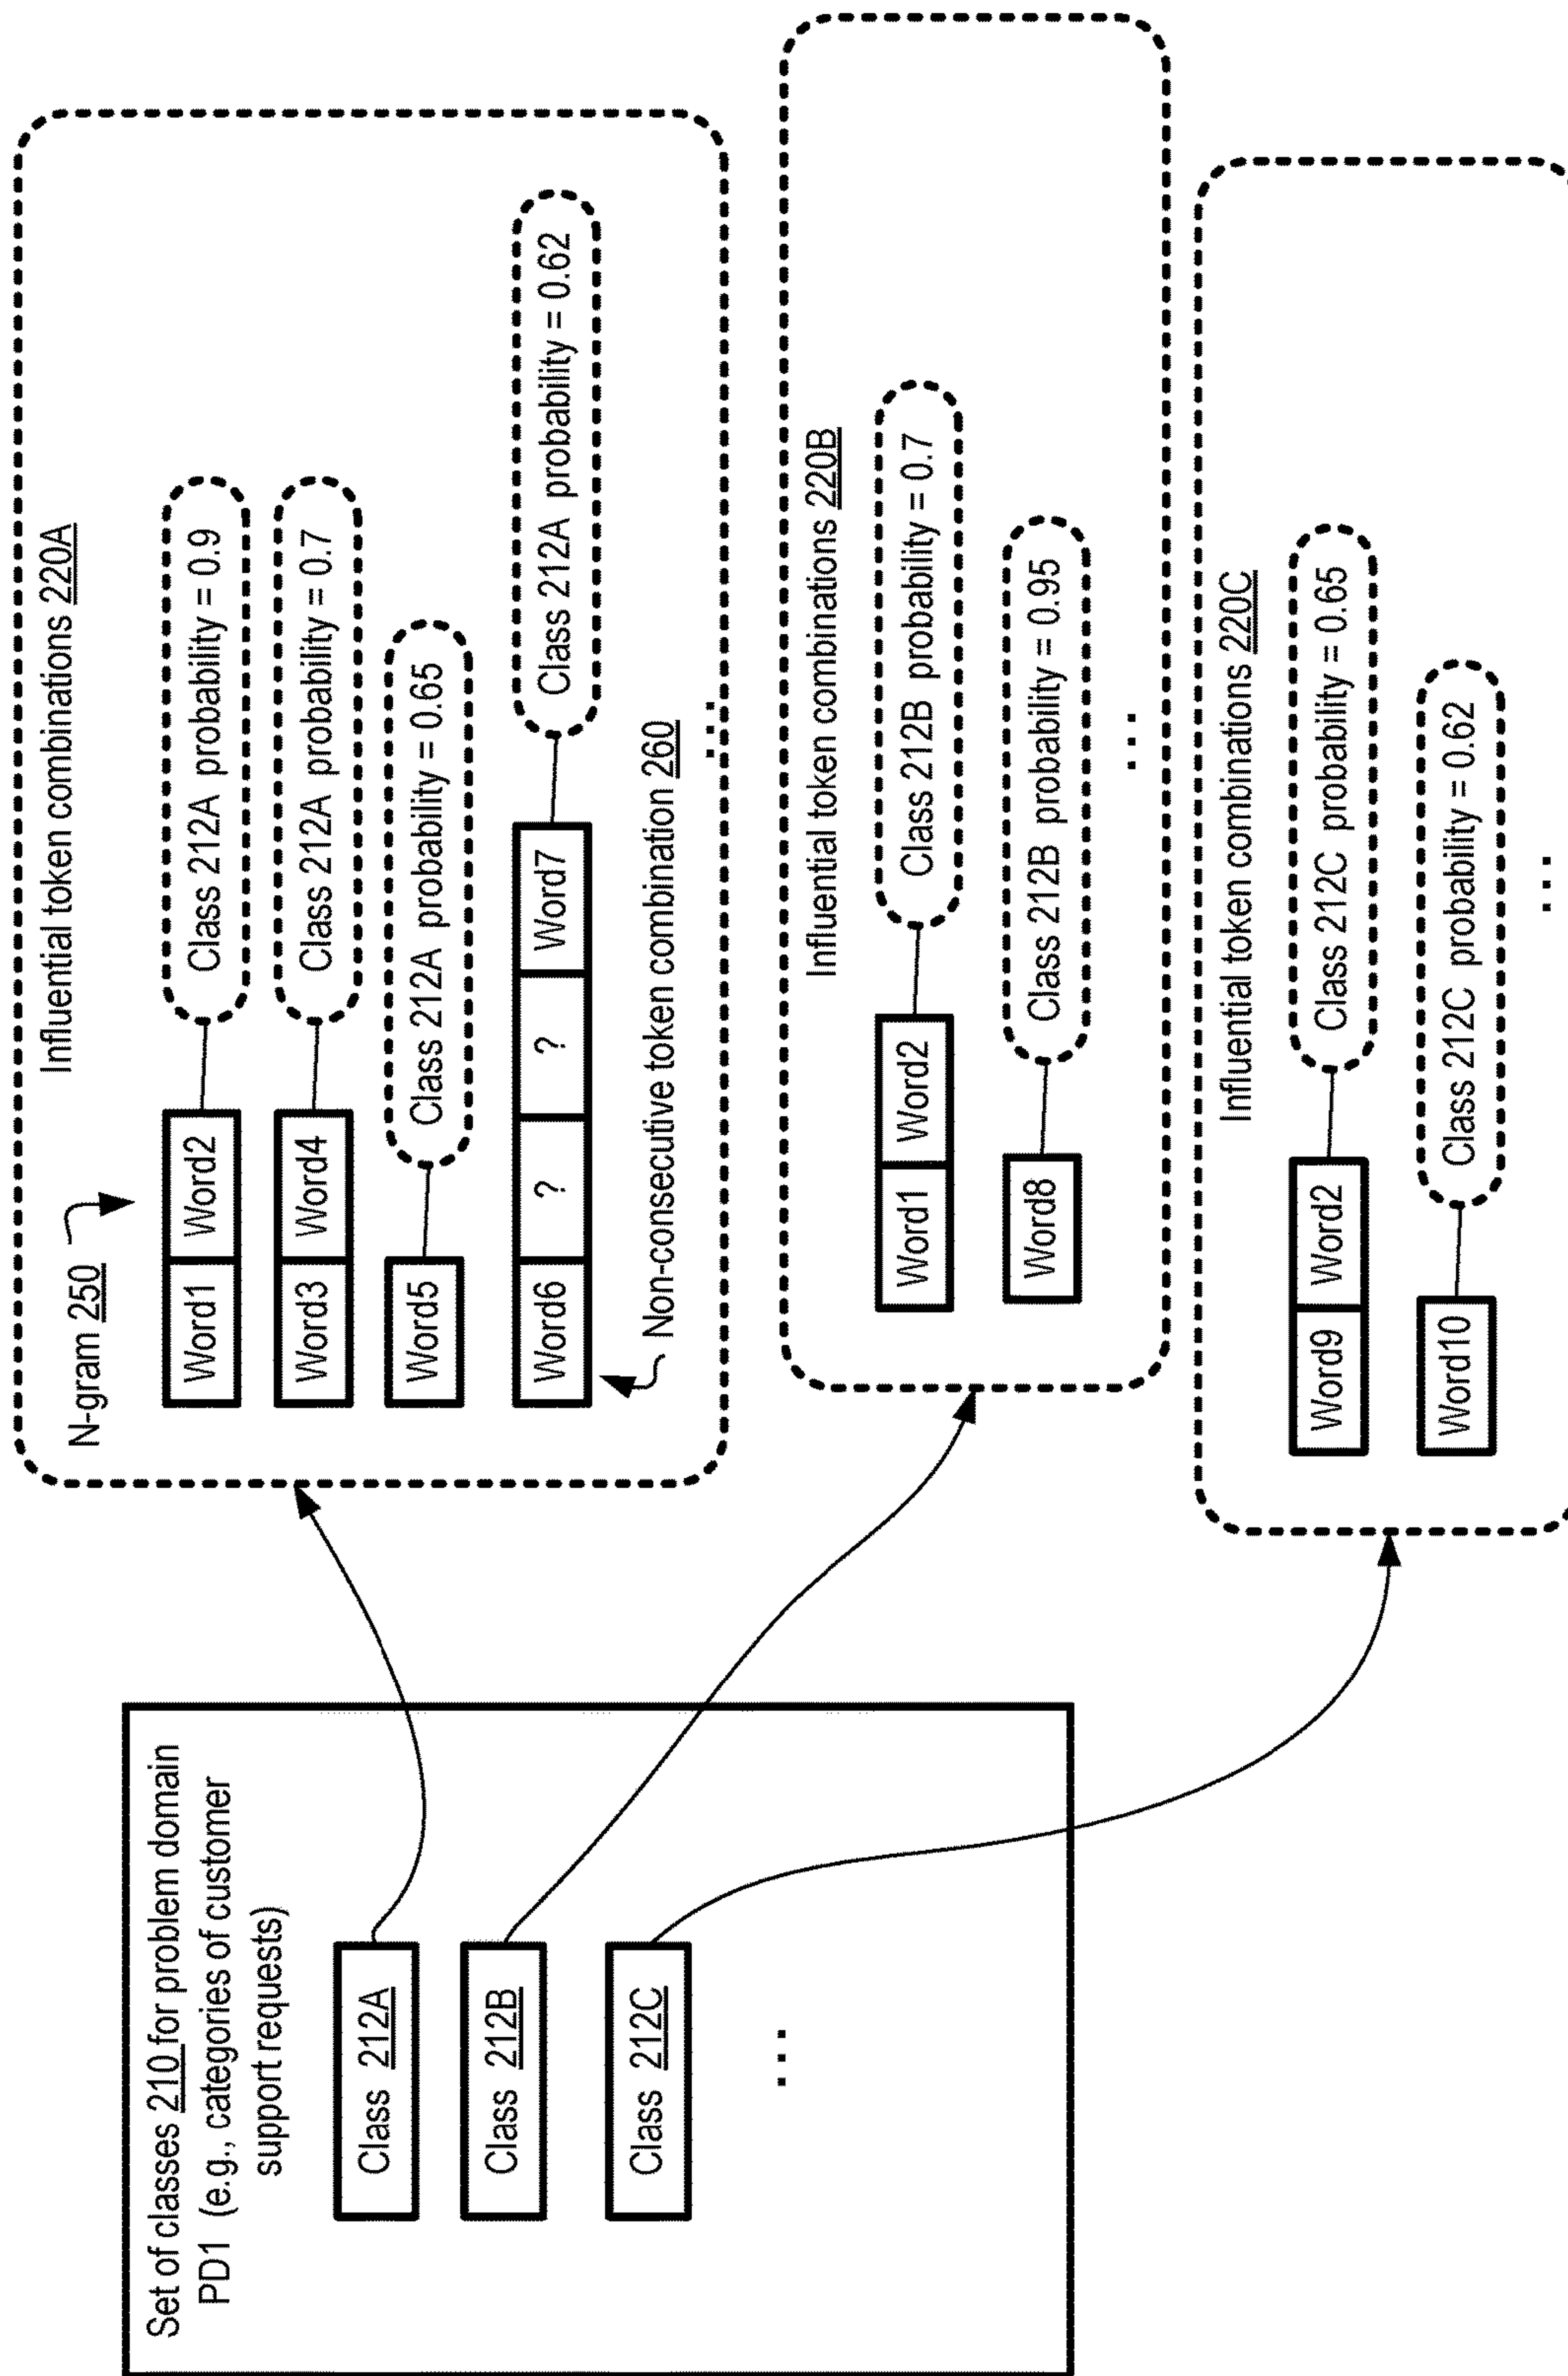 Set of classes 210 for problem domain
PD1 (e.g., categories of customer
support requests)
Class 212A
Class 212B
Class 212C
...
Influential token combinations 220A
N-gram 250
Word1 Word2
Class 212A probability = 0.9
Word3 Word4
Class 212A probability = 0.7
Word5
Class 212A probability = 0.65
Word6 ? ? Word7
Class 212A probability = 0.62
Non-consecutive token combination 260
...
Influential token combinations 220B
Word1 Word2
Class 212B probability = 0.7
Word8
Class 212B probability = 0.95
...
Influential token combinations 220C
Word9 Word2
Class 212C probability = 0.65
Word10
Class 212C probability = 0.62
...